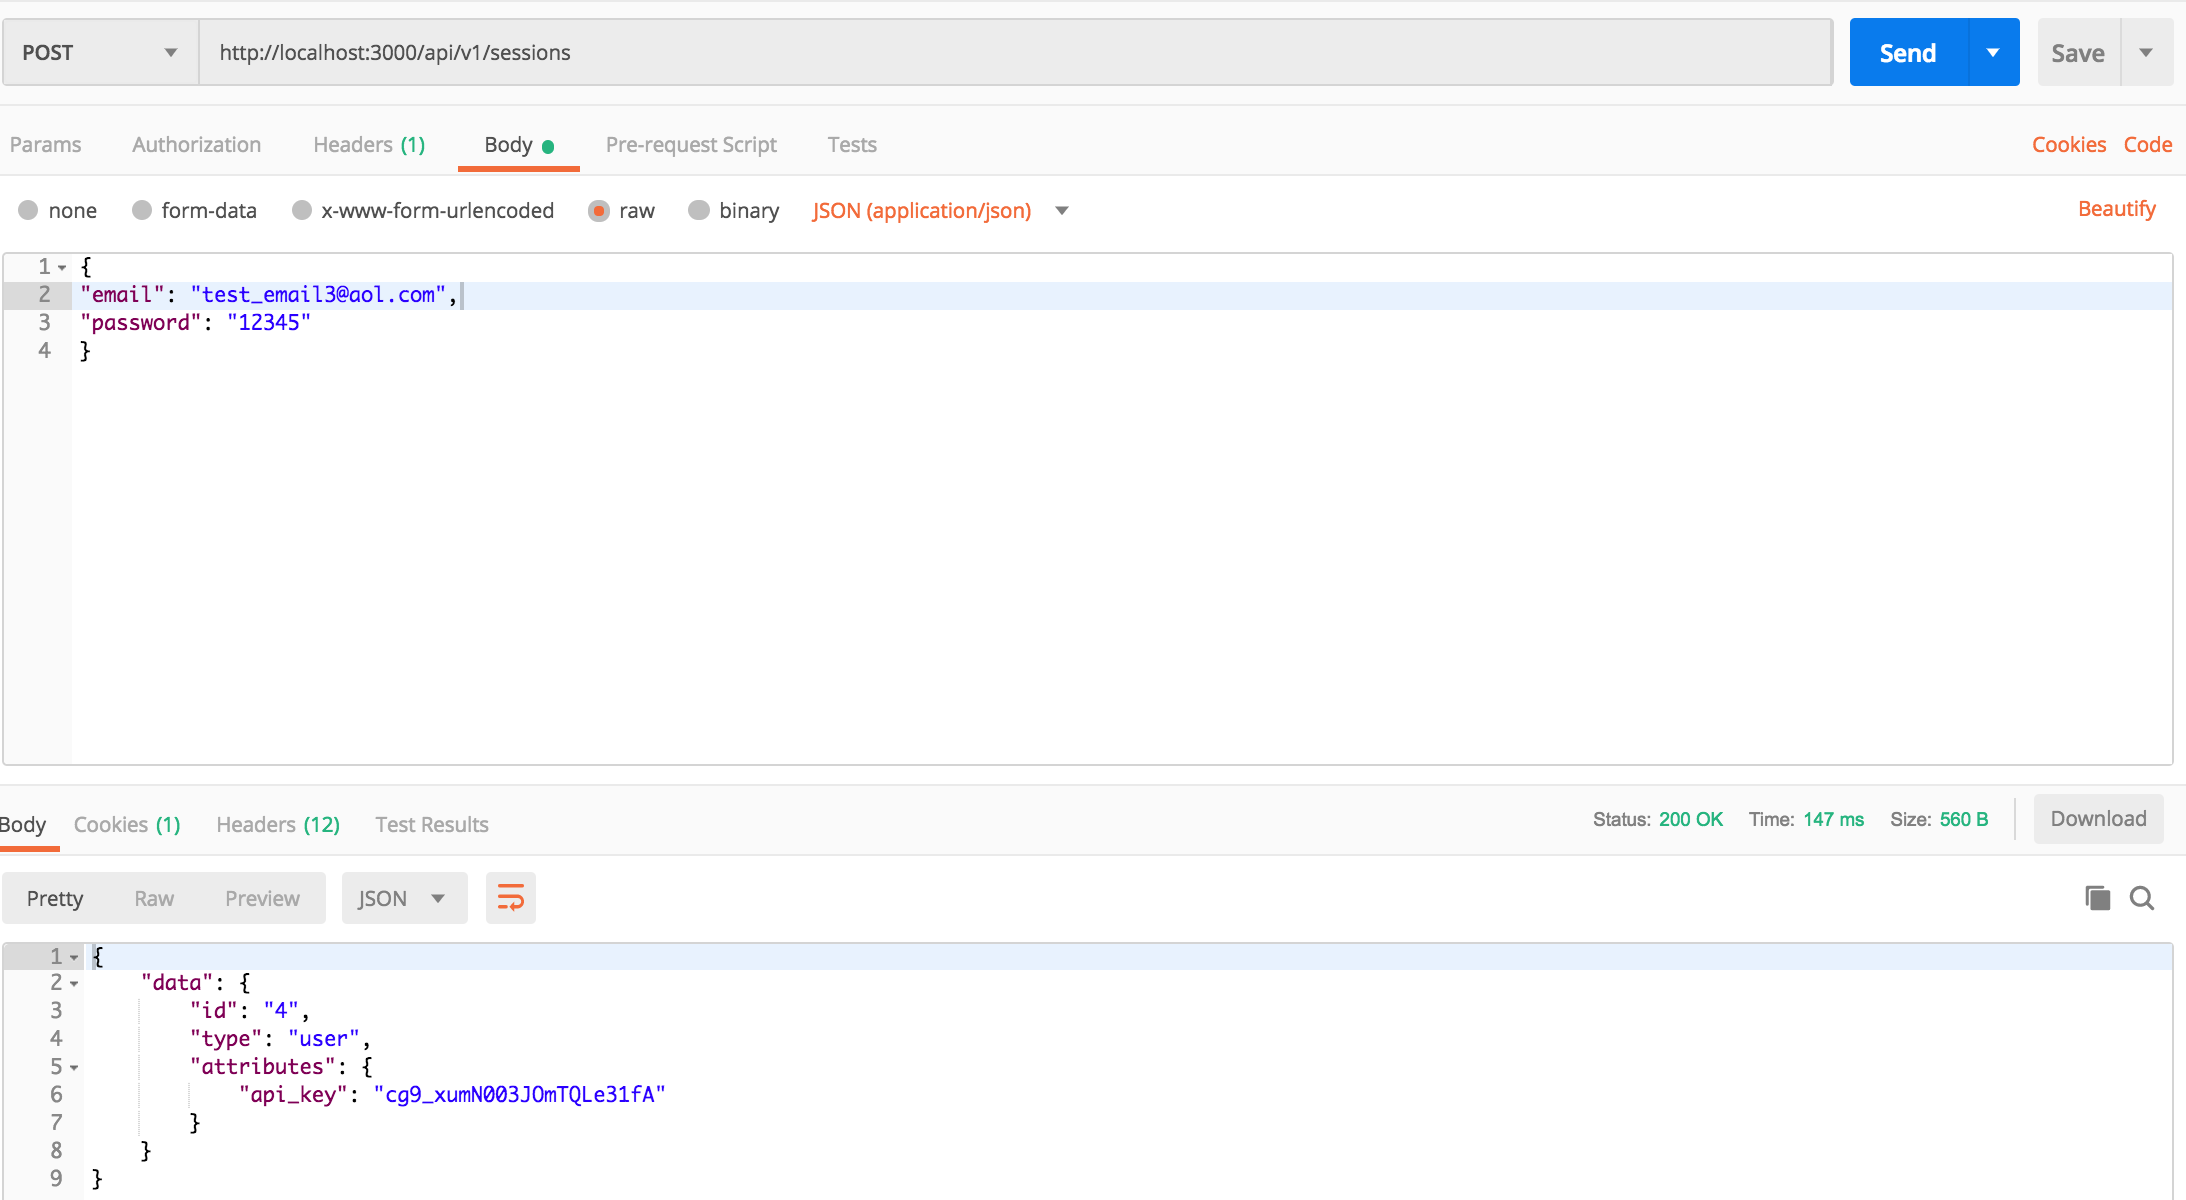 POST http://localhost:3000/api/v1/sessions Send Save
Params Authorization Headers (1) Body Pre-request Script Tests Cookies Code
none form-data x-www-form-urlencoded raw binary JSON (application/json) Beautify
1 {
2 "email": "test_email3@aol.com",
3 "password": "12345"
4 }
Body Cookies (1) Headers (12) Test Results Status: 200 OK Time: 147 ms Size: 560 B Download
Pretty Raw Preview JSON
1 {
2 "data": {
3 "id": "4",
4 "type": "user",
5 "attributes": {
6 "api_key": "cg9_xumN003JOmTQLe31fA"
7 }
8 }
9 }